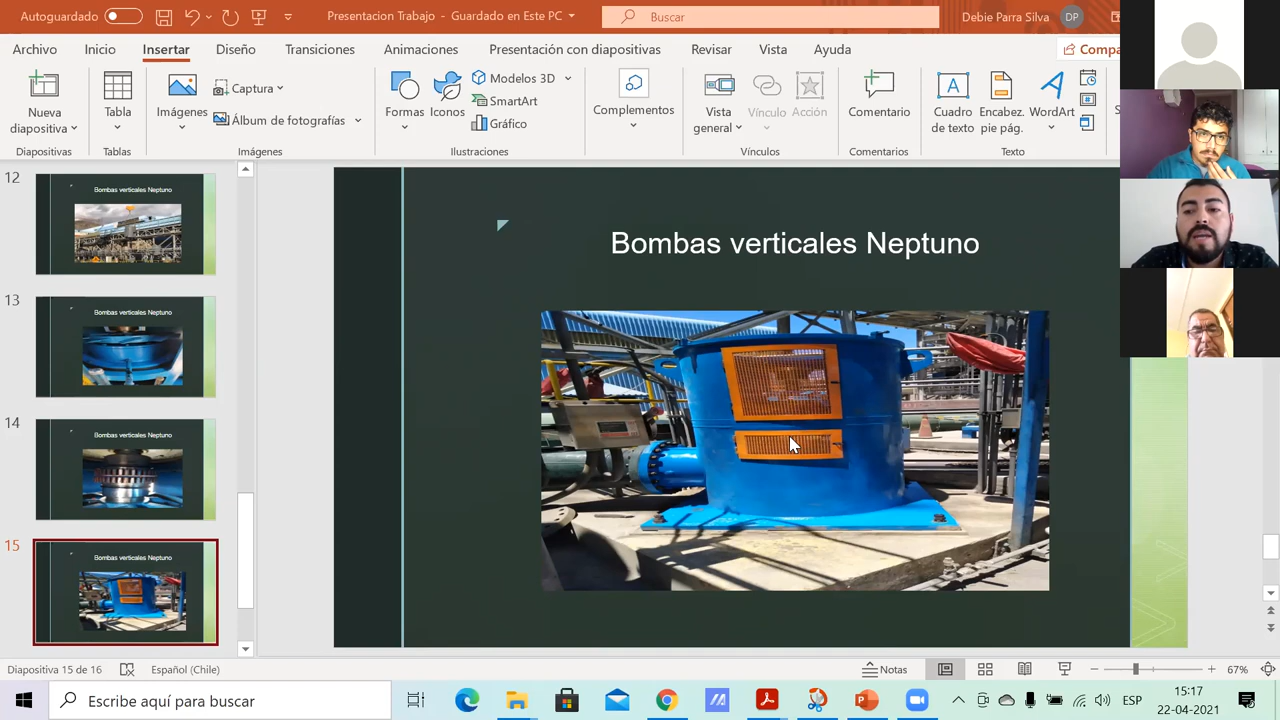 Autoguardado
Presentacion Trabajo - Guardado en Este PC
Buscar
Debie Parra Silva
DP
Archivo
Inicio
Insertar
Diseño
Transiciones
Animaciones
Presentación con diapositivas
Revisar
Vista
Ayuda
Nueva
diapositiva
Diapositivas
Tabla
Tablas
Imágenes
Captura
Álbum de fotografías
Imágenes
Formas
Iconos
Modelos 3D
SmartArt
Gráfico
Ilustraciones
Complementos
Vista
general
Vínculo
Acción
Vínculos
Comentario
Comentarios
Cuadro
de texto
Encabez.
pie pág.
WordArt
Texto
12
Bombas verticales Neptuno
13
Bombas verticales Neptuno
14
Bombas verticales Neptuno
15
Bombas verticales Neptuno
Bombas verticales Neptuno
Diapositiva 15 de 16
Español (Chile)
Notas
67%
Escribe aquí para buscar
ESP
15:17
22-04-2021